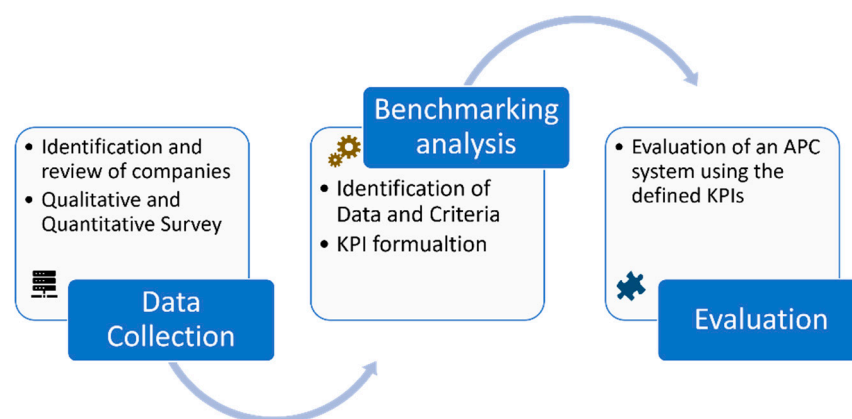 • Identification and
review of companies
• Qualitative and
Quantitative Survey
Data
Collection
Benchmarking
analysis
• Identification of
Data and Criteria
• KPI formualtion
• Evaluation of an APC
system using the
defined KPIs
Evaluation